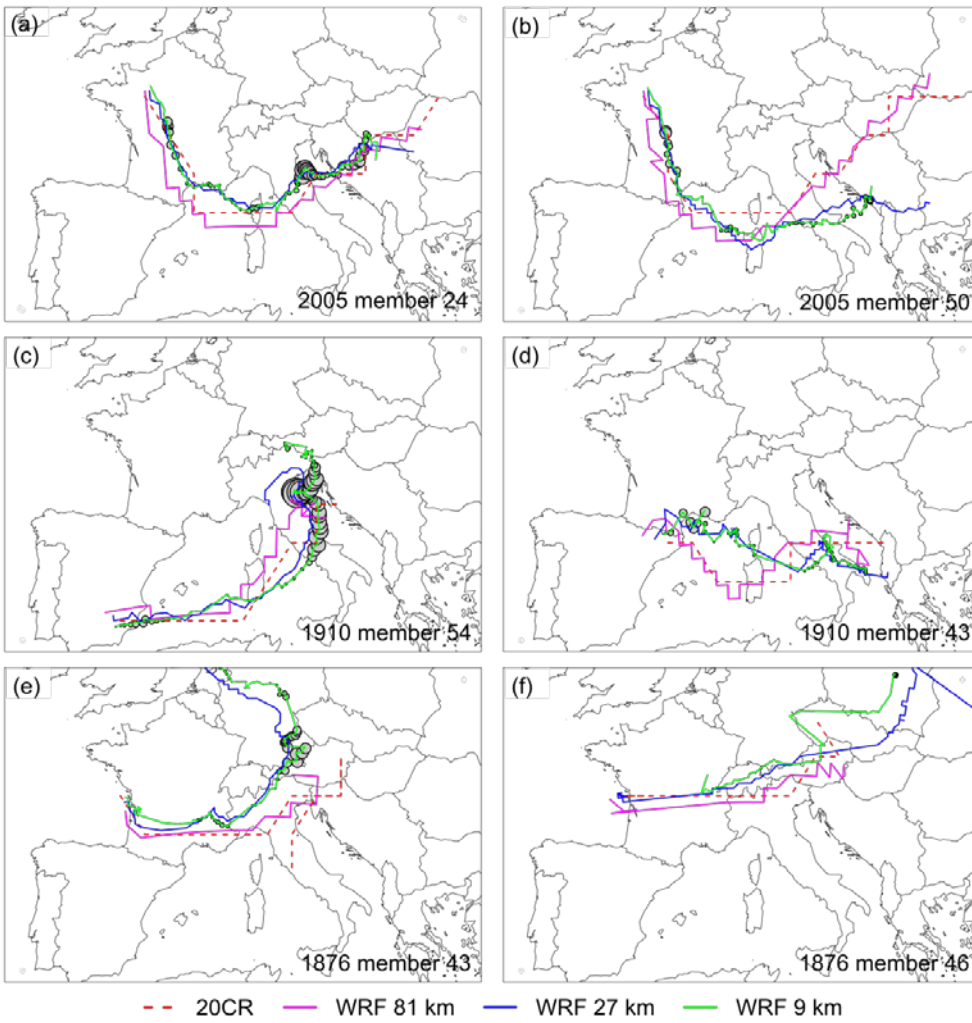 (a)
2005 member 24
(b)
2005 member 50
(c)
1910 member 54
(d)
1910 member 43
(e)
1876 member 43
(f)
1876 member 46
20CR WRF 81 km WRF 27 km WRF 9 km